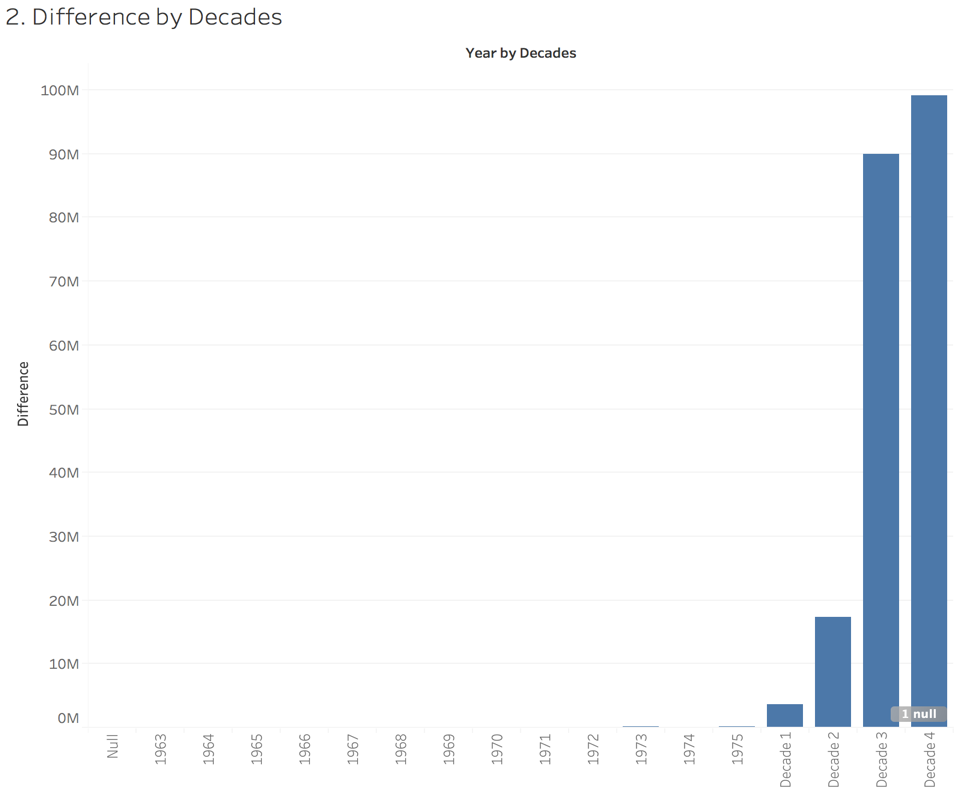 2. Difference by Decades
Year by Decades
100M
90M
80M
70M
60M
50M
40M
30M
20M
10M
0M
Difference
1 null
Null
1963
1964
1965
1966
1967
1968
1969
1970
1971
1972
1973
1974
1975
Decade 1
Decade 2
Decade 3
Decade 4